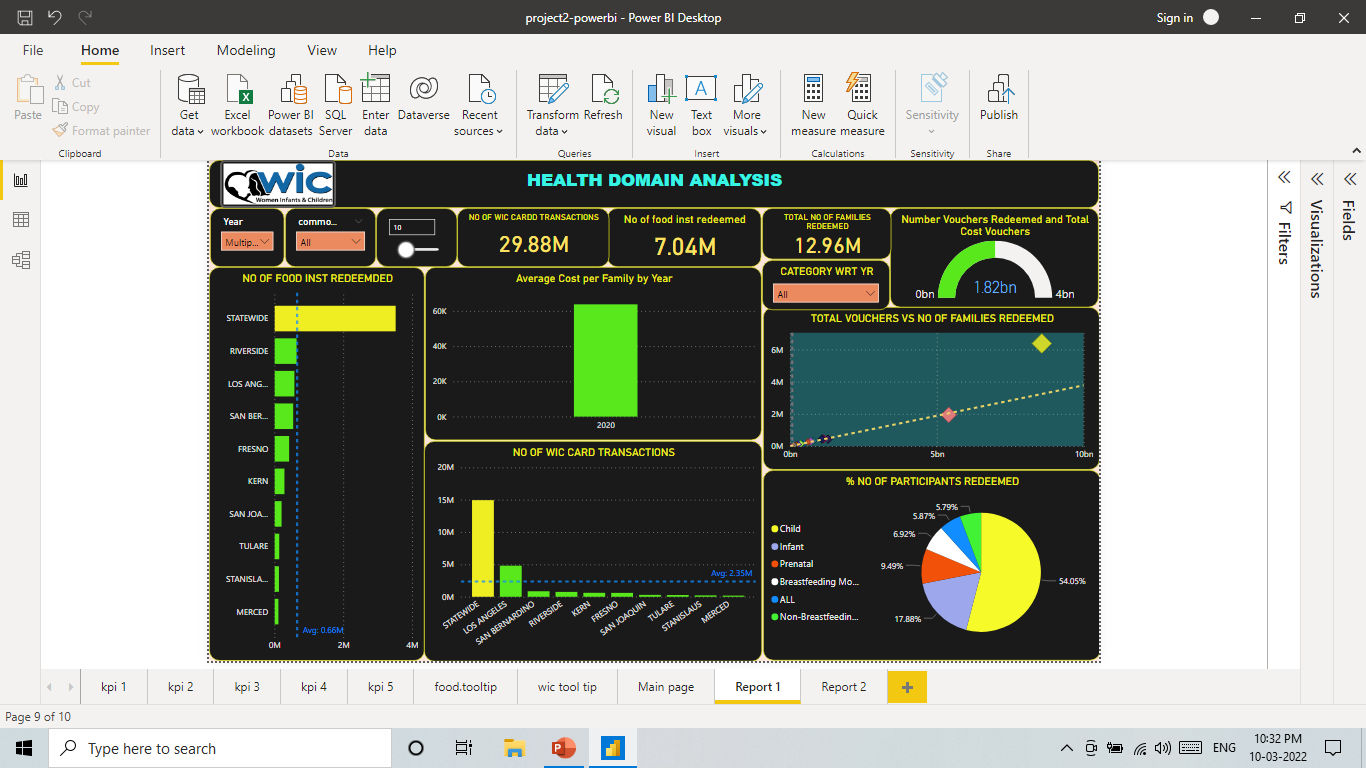 project2-powerbi - Power BI Desktop
Sign in
File Home Insert Modeling View Help
Paste
Cut
Copy
Format painter
Clipboard
Get data
Excel workbook
Power BI datasets
SQL Server
Enter data
Dataverse
Recent sources
Data
Transform data
Refresh
Queries
New visual
Text box
More visuals
Insert
New measure
Quick measure
Calculations
Sensitivity
Sensitivity
Publish
Share
WIC
Women Infants & Children
HEALTH DOMAIN ANALYSIS
Year
Multip...
commo...
All
10
NO OF WIC CARDD TRANSACTIONS
29.88M
No of food inst redeemed
7.04M
TOTAL NO OF FAMILIES
REDEEMED
12.96M
CATEGORY WRT YR
All
Number Vouchers Redeemed and Total
Cost Vouchers
1.82bn
0bn
4bn
NO OF FOOD INST REDEEMDED
STATEWIDE
RIVERSIDE
LOS ANG...
SAN BER...
FRESNO
KERN
SAN JOA...
TULARE
STANISLA...
MERCED
Avg: 0.66M
0M 2M 4M
Average Cost per Family by Year
60K
40K
20K
0K
2020
NO OF WIC CARD TRANSACTIONS
20M
15M
10M
5M
0M
Avg: 2.35M
STATEWIDE
LOS ANGELES
SAN BERNARDINO
RIVERSIDE
KERN
FRESNO
SAN JOAQUIN
TULARE
STANISLAUS
MERCED
TOTAL VOUCHERS VS NO OF FAMILIES REDEEMED
6M
4M
2M
0M
0bn 5bn 10bn
% NO OF PARTICIPANTS REDEEMED
Child
Infant
Prenatal
Breastfeeding Mo...
ALL
Non-Breastfeedin...
5.79%
5.87%
6.92%
9.49%
17.88%
54.05%
Filters
Visualizations
Fields
kpi 1 kpi 2 kpi 3 kpi 4 kpi 5 food.tooltip wic tool tip Main page Report 1 Report 2 +
Page 9 of 10
Type here to search
ENG
10:32 PM
10-03-2022